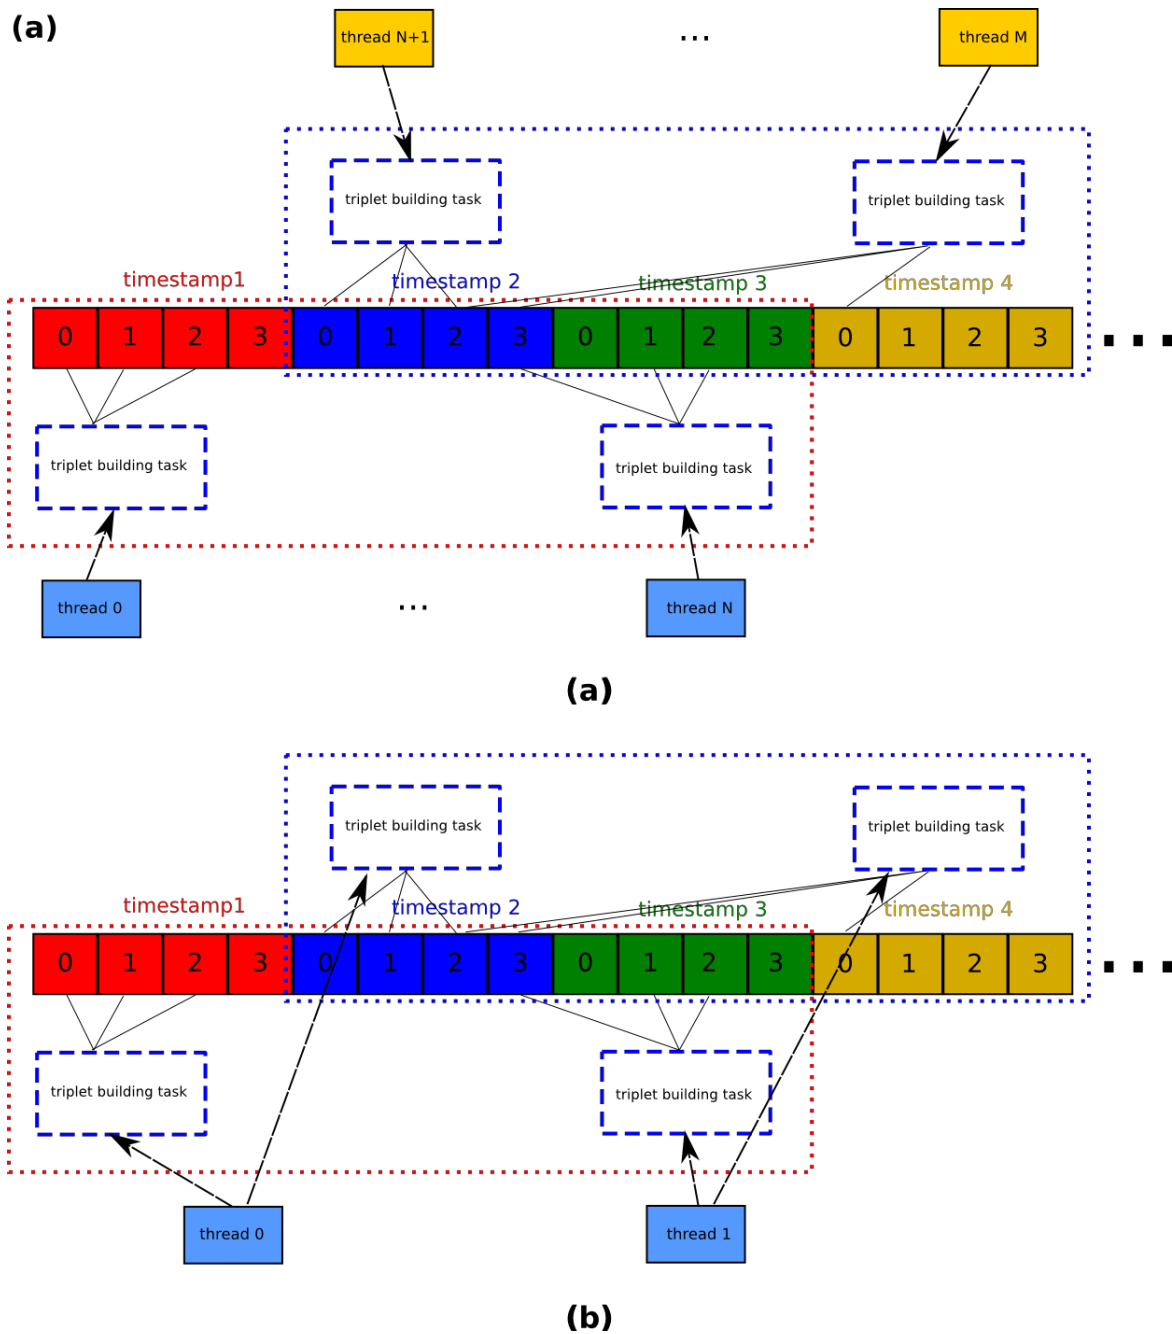 (a)
thread N+1
...
thread M
triplet building task
triplet building task
timestamp1
timestamp 2
timestamp 3
timestamp 4
0 1 2 3 0 1 2 3 0 1 2 3 0 1 2 3 ...
triplet building task
triplet building task
thread 0
...
thread N
(a)
triplet building task
triplet building task
timestamp1
timestamp 2
timestamp 3
timestamp 4
0 1 2 3 0 1 2 3 0 1 2 3 0 1 2 3 ...
triplet building task
triplet building task
thread 0
thread 1
(b)